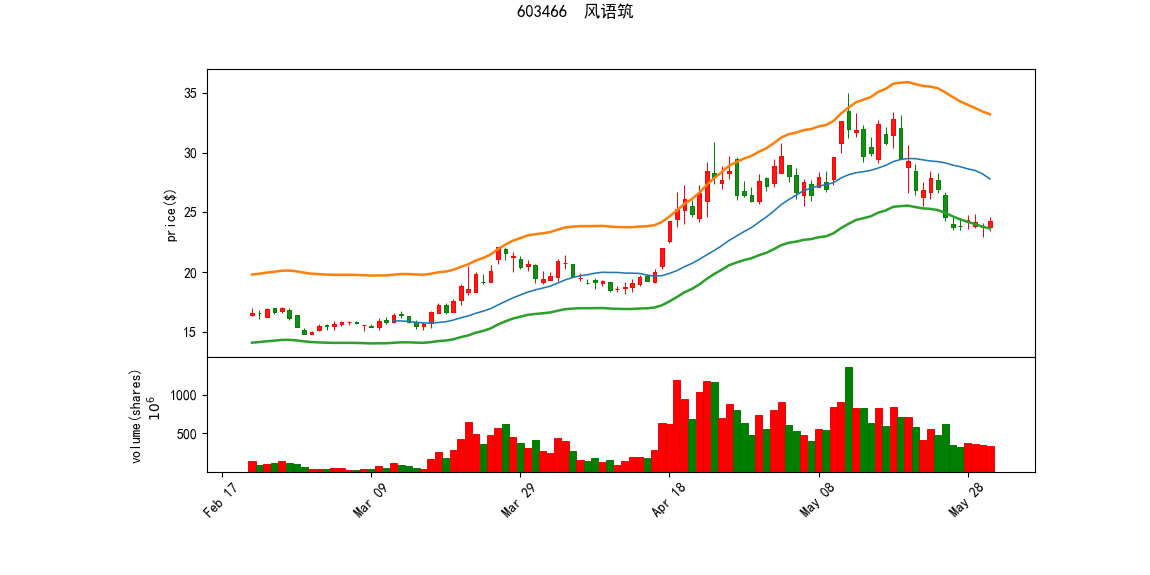 603466 风语筑
price($)
35
30
25
20
15
volume(shares)
10^6
1000
500
Feb 17
Mar 09
Mar 29
Apr 18
May 08
May 28